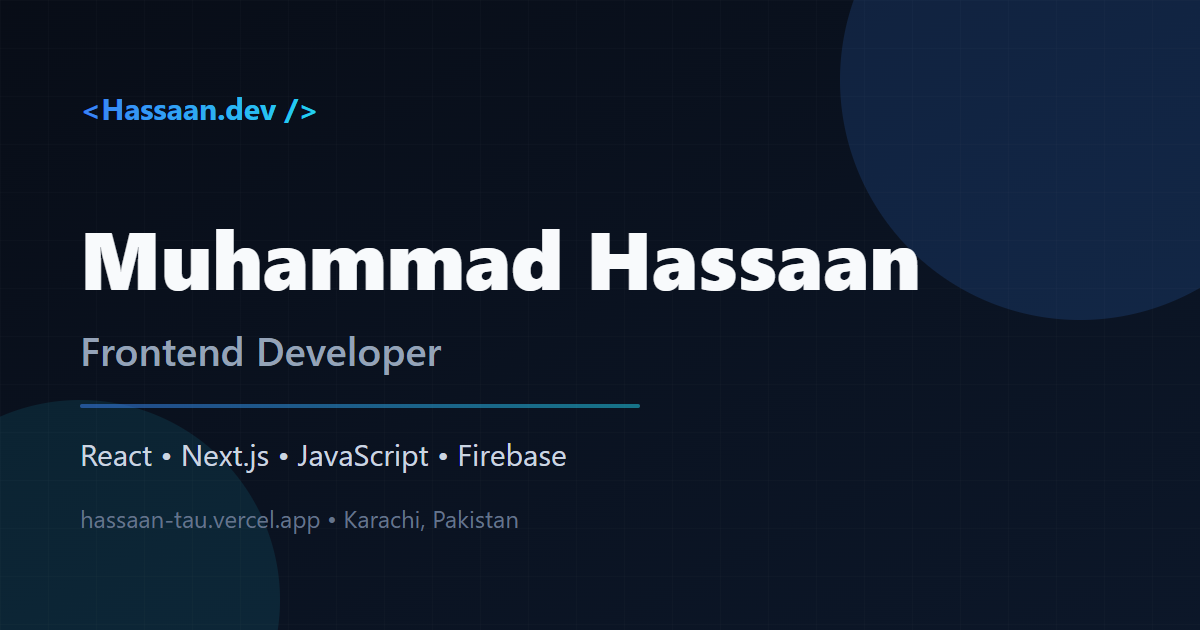 <Hassaan.dev />
Muhammad Hassaan
Frontend Developer
React • Next.js • JavaScript • Firebase
hassaan-tau.vercel.app • Karachi, Pakistan